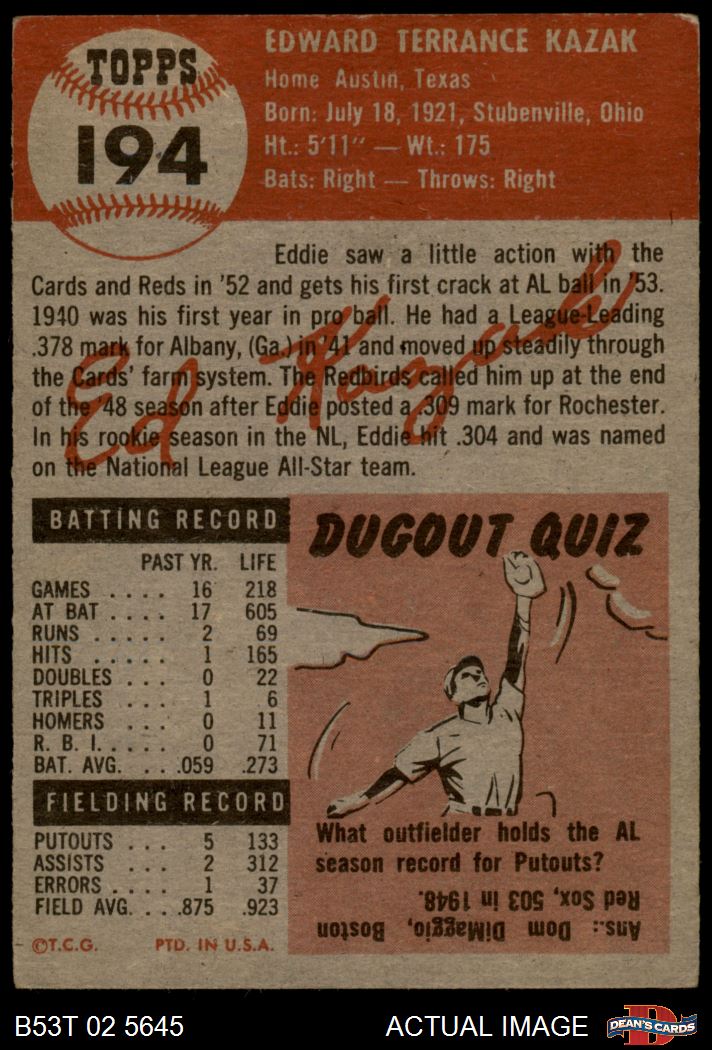 TOPPS
194
EDWARD TERRANCE KAZAK
Home Austin, Texas
Born: July 18, 1921, Stubenville, Ohio
Ht.: 5'11" — Wt.: 175
Bats: Right — Throws: Right
Eddie saw a little action with the
Cards and Reds in '52 and gets his first crack at AL ball in '53.
1940 was his first year in pro ball. He had a League-Leading
.378 mark for Albany, (Ga.) in '41 and moved up steadily through
the Cards' farm system. The Redbirds called him up at the end
of the '48 season after Eddie posted a .309 mark for Rochester.
In his rookie season in the NL, Eddie hit .304 and was named
on the National League All-Star team.
Ed Kazak
BATTING RECORD
PAST YR. LIFE
GAMES .... 16 218
AT BAT .... 17 605
RUNS ..... 2 69
HITS ..... 1 165
DOUBLES ... 0 22
TRIPLES ... 1 6
HOMERS ... 0 11
R. B. I. .... 0 71
BAT. AVG. ... .059 .273
FIELDING RECORD
PUTOUTS ... 5 133
ASSISTS ... 2 312
ERRORS .... 1 37
FIELD AVG. ... .875 .923
©T.C.G. PTD. IN U.S.A.
DUGOUT QUIZ
What outfielder holds the AL
season record for Putouts?
Ans.: Dom DiMaggio, Boston
Red Sox, 503 in 1948.
B53T 02 5645 ACTUAL IMAGE DEAN'S CARDS